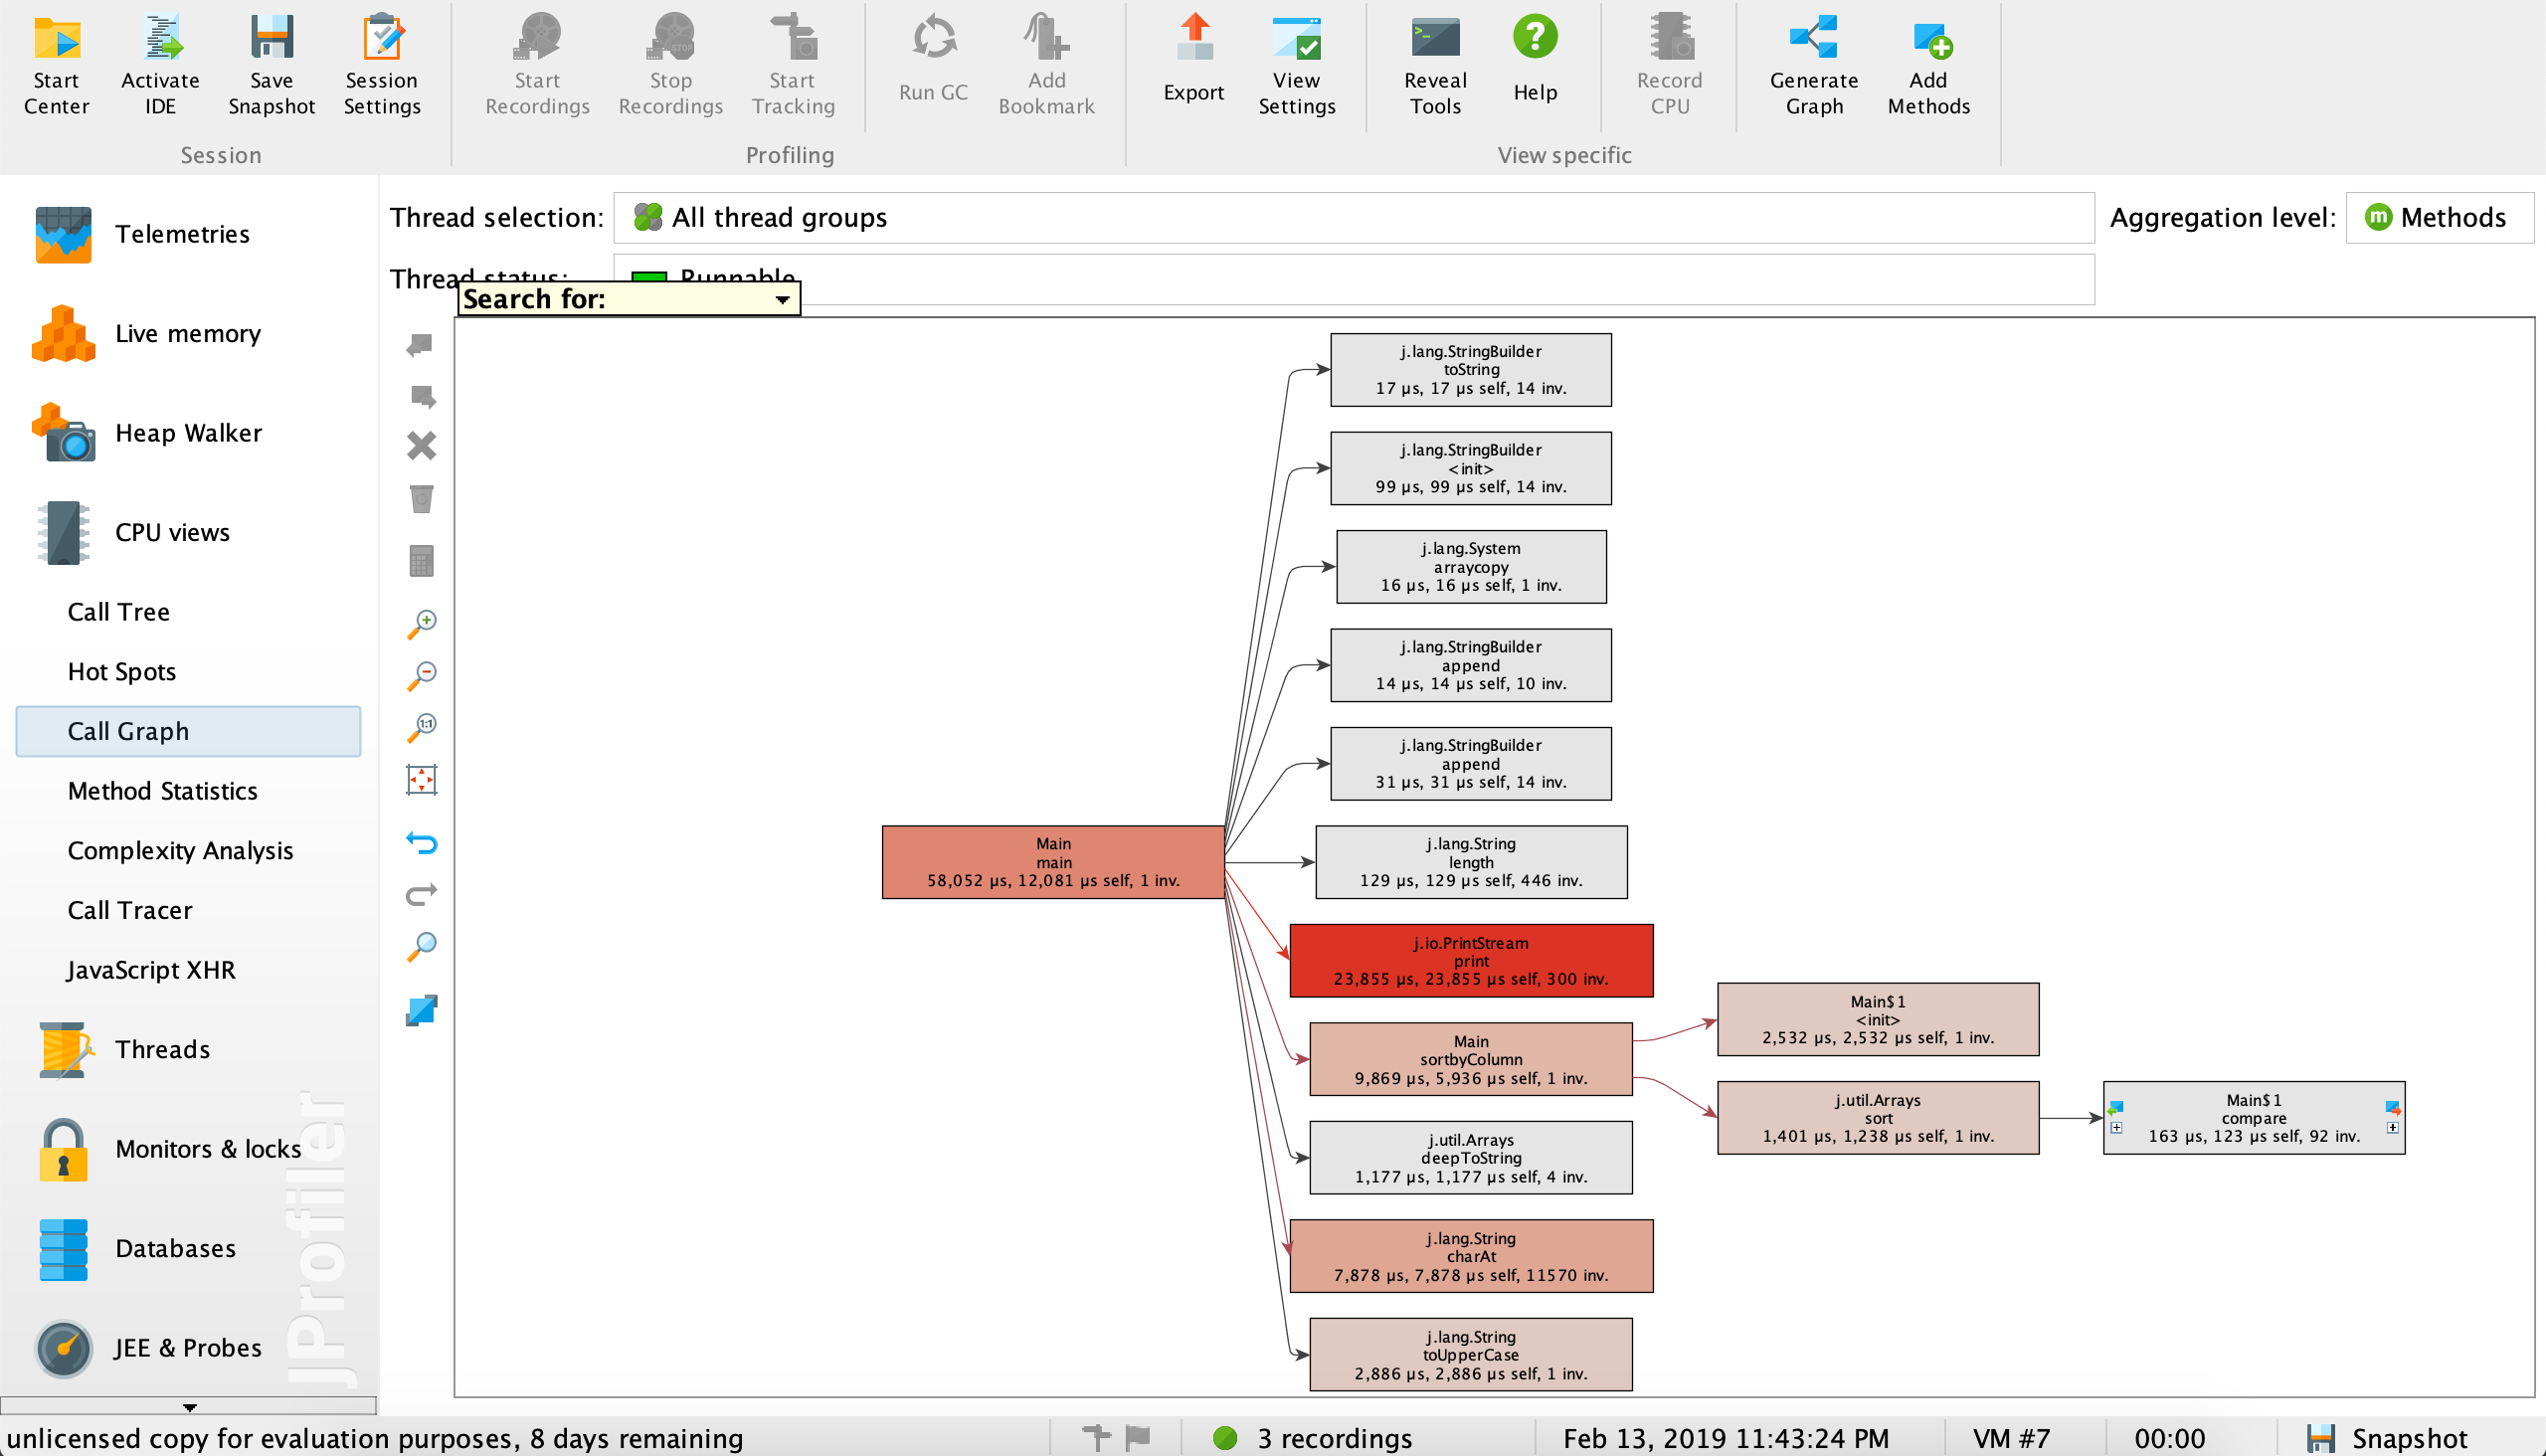 Start Center
Activate IDE
Save Snapshot
Session Settings
Session
Start Recordings
Stop Recordings
Start Tracking
Run GC
Add Bookmark
Profiling
Export
View Settings
Reveal Tools
Help
Record CPU
Generate Graph
Add Methods
View specific
Telemetries
Live memory
Heap Walker
CPU views
Call Tree
Hot Spots
Call Graph
Method Statistics
Complexity Analysis
Call Tracer
JavaScript XHR
Threads
Monitors & locks
Databases
JEE & Probes
JProfiler
Thread selection:
All thread groups
Aggregation level:
m Methods
Thread status:
Runnable
Search for:
1:1
j.lang.StringBuilder
toString
17 µs, 17 µs self, 14 inv.
j.lang.StringBuilder
<init>
99 µs, 99 µs self, 14 inv.
j.lang.System
arraycopy
16 µs, 16 µs self, 1 inv.
j.lang.StringBuilder
append
14 µs, 14 µs self, 10 inv.
j.lang.StringBuilder
append
31 µs, 31 µs self, 14 inv.
Main
main
58,052 µs, 12,081 µs self, 1 inv.
j.lang.String
length
129 µs, 129 µs self, 446 inv.
j.io.PrintStream
print
23,855 µs, 23,855 µs self, 300 inv.
Main
sortbyColumn
9,869 µs, 5,936 µs self, 1 inv.
Main$1
<init>
2,532 µs, 2,532 µs self, 1 inv.
j.util.Arrays
sort
1,401 µs, 1,238 µs self, 1 inv.
Main$1
compare
163 µs, 123 µs self, 92 inv.
j.util.Arrays
deepToString
1,177 µs, 1,177 µs self, 4 inv.
j.lang.String
charAt
7,878 µs, 7,878 µs self, 11570 inv.
j.lang.String
toUpperCase
2,886 µs, 2,886 µs self, 1 inv.
unlicensed copy for evaluation purposes, 8 days remaining
3 recordings
Feb 13, 2019 11:43:24 PM
VM #7
00:00
Snapshot